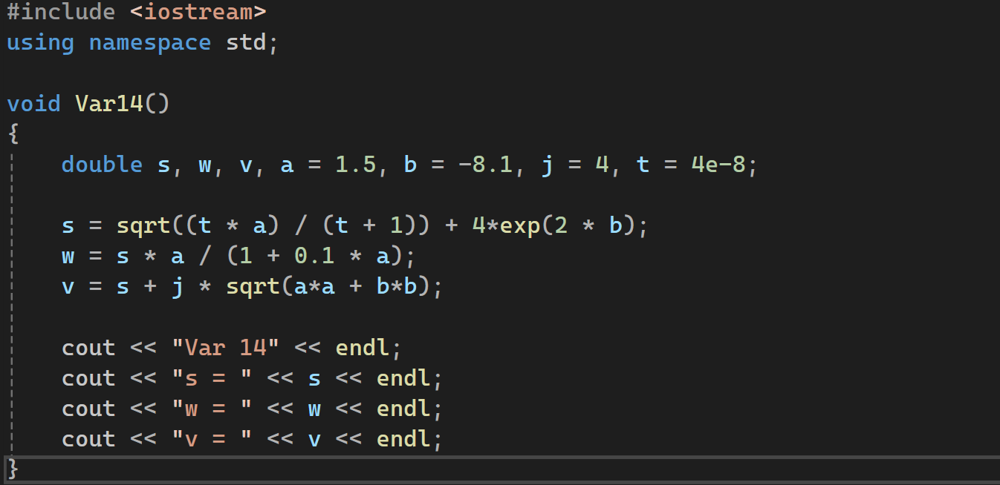 #include <iostream>
using namespace std;
void Var14()
{
double s, w, v, a = 1.5, b = -8.1, j = 4, t = 4e-8;
s = sqrt((t * a) / (t + 1)) + 4*exp(2 * b);
w = s * a / (1 + 0.1 * a);
v = s + j * sqrt(a*a + b*b);
cout << "Var 14" << endl;
cout << "s = " << s << endl;
cout << "w = " << w << endl;
cout << "v = " << v << endl;
}